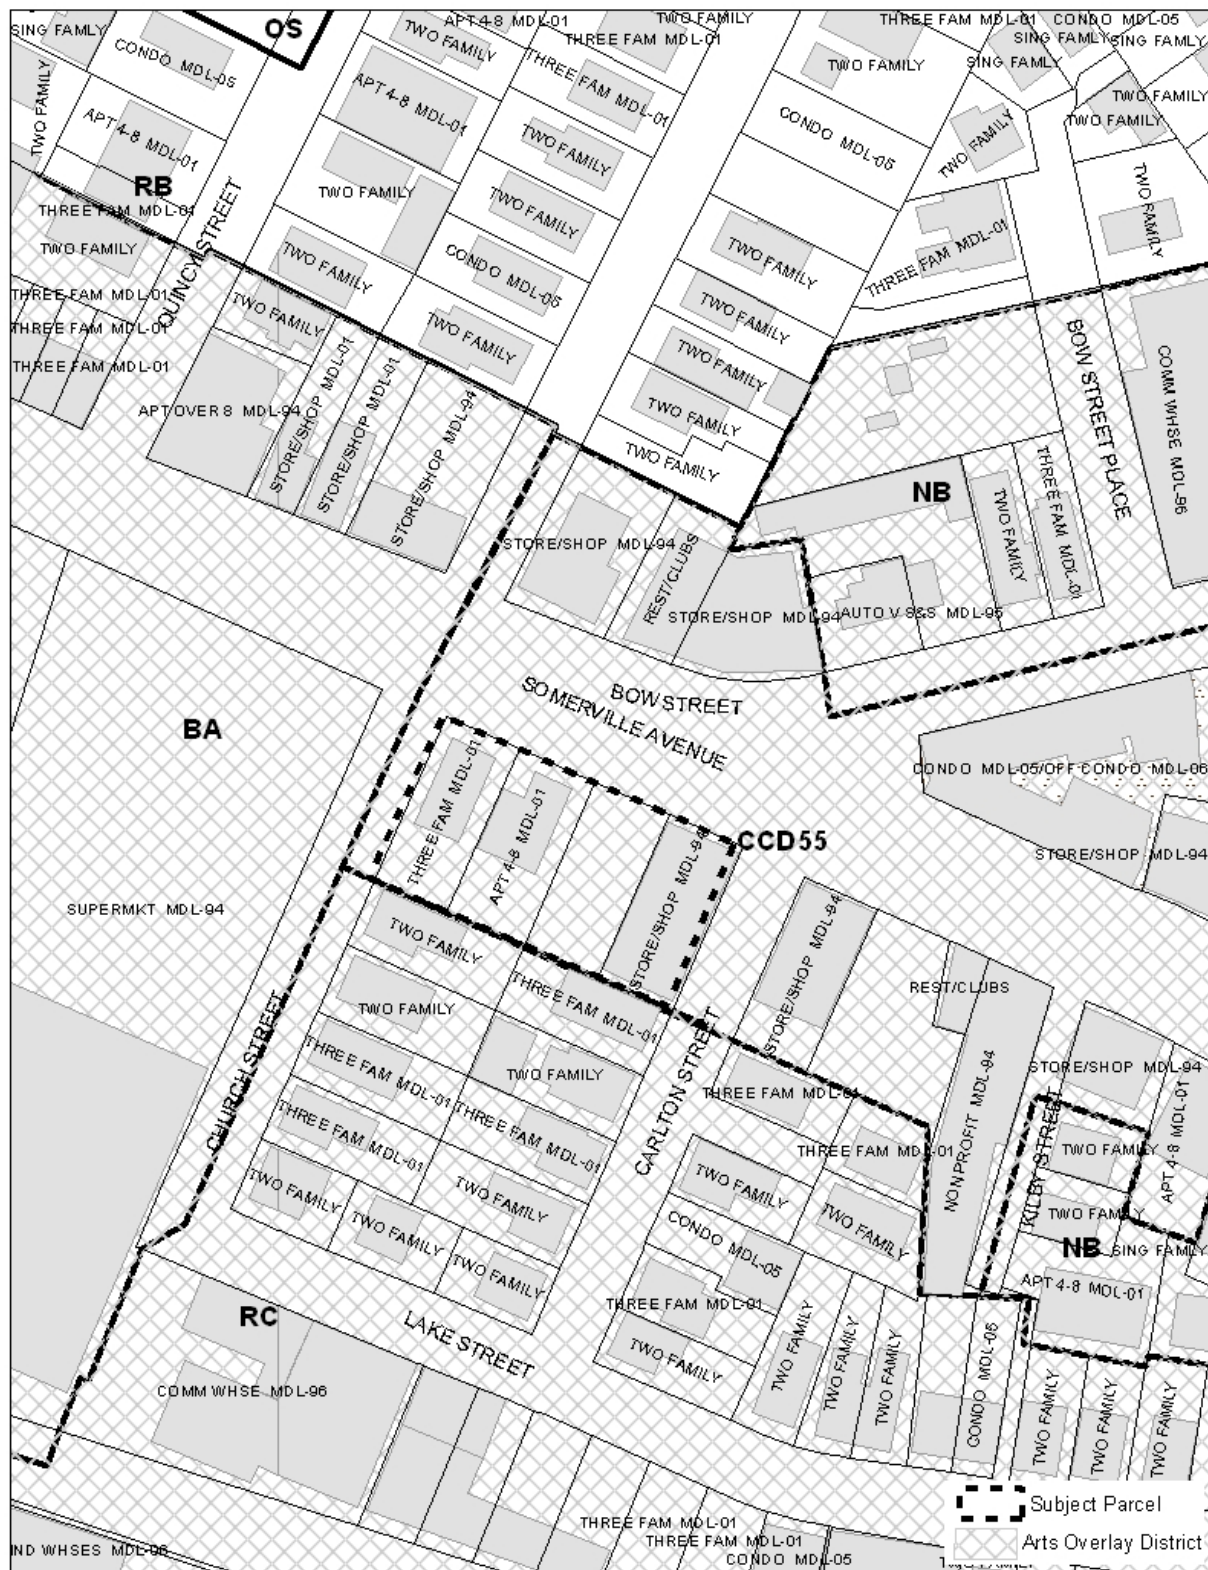 OS
SING FAMLY
CONDO MDL-05
TWO FAMILY
APT 4-8 MDL-01
APT 4-8 MDL-01
TWO FAMILY
APT 4-8 MDL-01
TWO FAMILY
THREE FAM MDL-01
THREE FAM MDL-01
TWO FAMILY
TWO FAMILY
CONDO MDL-05
TWO FAMILY
THREE FAM MDL-01
CONDO MDL-05
SING FAMLY
SING FAMLY
TWO FAMILY
SING FAMLY
TWO FAMILY
TWO FAMILY
TWO FAMILY
CONDO MDL-05
TWO FAMILY
THREE FAM MDL-01
TWO FAMILY
RB
THREE FAM MDL-01
TWO FAMILY
QUINCY STREET
TWO FAMILY
THREE FAM MDL-01
THREE FAM MDL-01
THREE FAM MDL-01
TWO FAMILY
TWO FAMILY
TWO FAMILY
TWO FAMILY
TWO FAMILY
TWO FAMILY
TWO FAMILY
APT OVER 8 MDL-94
STORE/SHOP MDL-01
STORE/SHOP MDL-01
STORE/SHOP MDL-94
BOW STREET PLACE
COMM WHSE MDL-96
NB
TWO FAMILY
THREE FAM MDL-01
STORE/SHOP MDL-94
REST/CLUBS
STORE/SHOP MDL-94
AUTO V S&S MDL-95
BOW STREET
SOMERVILLE AVENUE
BA
CONDO MDL-05/OFF CONDO MDL-06
STORE/SHOP MDL-94
THREE FAM MDL-01
APT 4-8 MDL-01
STORE/SHOP MDL-94
CCD55
SUPERMKT MDL-94
TWO FAMILY
THREE FAM MDL-01
TWO FAMILY
STORE/SHOP MDL-94
REST/CLUBS
NONPROFIT MDL-94
STORE/SHOP MDL-94
CHURCH STREET
THREE FAM MDL-01
TWO FAMILY
CARLTON STREET
THREE FAM MDL-01
THREE FAM MDL-01
THREE FAM MDL-01
THREE FAM MDL-01
KILBY STREET
TWO FAMILY
APT 4-8 MDL-01
TWO FAMILY
TWO FAMILY
TWO FAMILY
TWO FAMILY
TWO FAMILY
TWO FAMILY
TWO FAMILY
NB
SING FAMLY
APT 4-8 MDL-01
CONDO MDL-05
THREE FAM MDL-01
TWO FAMILY
RC
LAKE STREET
COMM WHSE MDL-96
TWO FAMILY
TWO FAMILY
TWO FAMILY
CONDO MDL-05
TWO FAMILY
TWO FAMILY
TWO FAMILY
Subject Parcel
Arts Overlay District
THREE FAM MDL-01
THREE FAM MDL-01
CONDO MDL-05
IND WHSES MDL-96